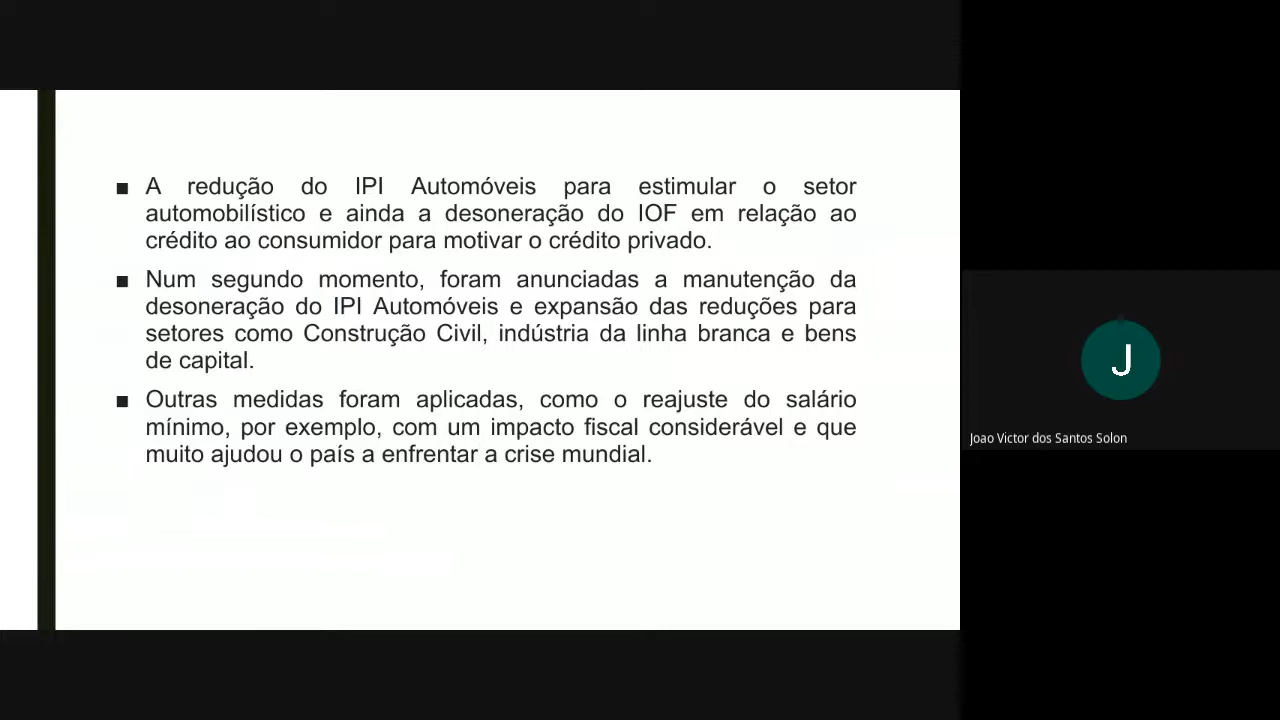 ■ A redução do IPI Automóveis para estimular o setor
automobilístico e ainda a desoneração do IOF em relação ao
crédito ao consumidor para motivar o crédito privado.
■ Num segundo momento, foram anunciadas a manutenção da
desoneração do IPI Automóveis e expansão das reduções para
setores como Construção Civil, indústria da linha branca e bens
de capital.
■ Outras medidas foram aplicadas, como o reajuste do salário
mínimo, por exemplo, com um impacto fiscal considerável e que
muito ajudou o país a enfrentar a crise mundial.
J
Joao Victor dos Santos Solon